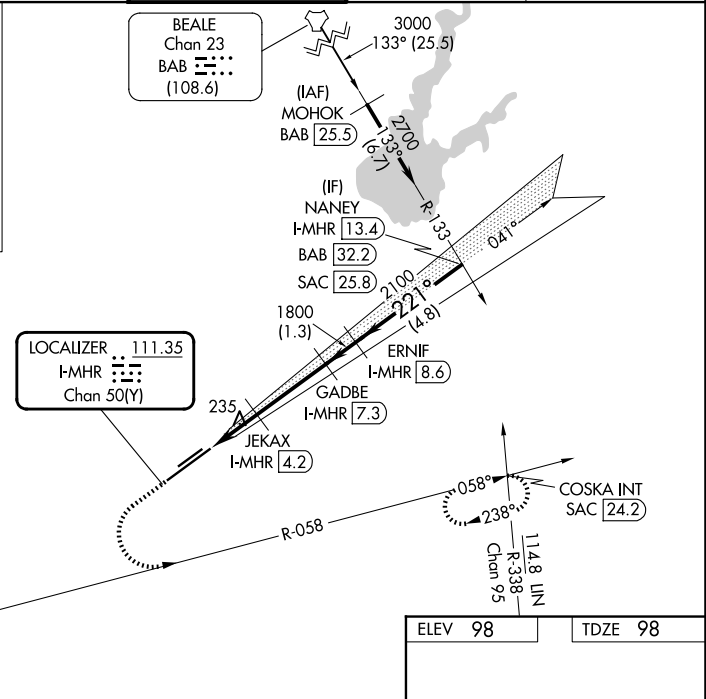 BEALE
Chan 23
BAB
(108.6)
3000
133° (25.5)
(IAF)
MOHOK
BAB 25.5
2700
133°
(6.7)
(IF)
NANEY
I-MHR 13.4
BAB 32.2
SAC 25.8
R-133
041°
2100
221°
(4.8)
1800
(1.3)
ERNIF
I-MHR 8.6
GADBE
I-MHR 7.3
LOCALIZER 111.35
I-MHR
Chan 50(Y)
235
JEKAX
I-MHR 4.2
058°
COSKA INT
SAC 24.2
238°
R-058
114.8 LIN
R-338
Chan 95
ELEV 98
TDZE 98